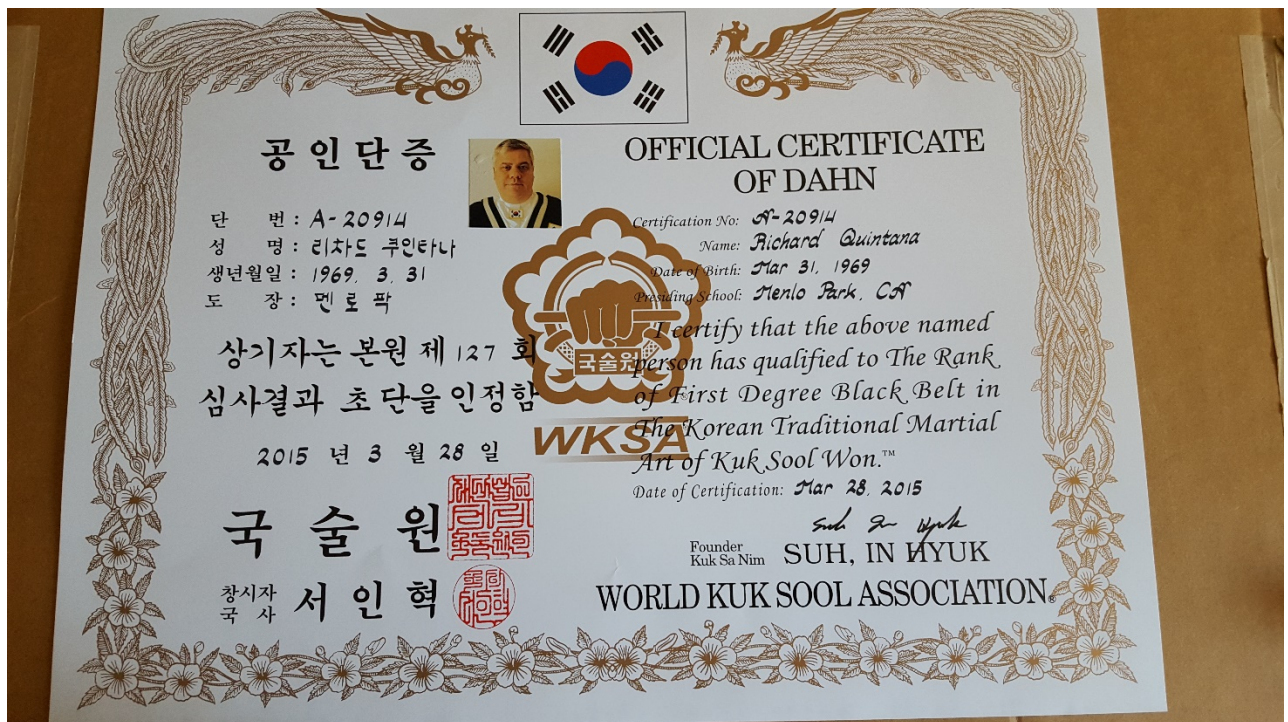 공인단증
단 번: A-20914
성 명: 리차드 쿠인타나
생년월일: 1969. 3. 31
도 장: 멘로팍
상기자는 본원 제 127 회
심사결과 초단을 인정함
2015 년 3 월 28 일
국 술 원
창시자
국 사
서 인 혁
국술원
WKSA
OFFICIAL CERTIFICATE
OF DAHN
Certification No: A-20914
Name: Richard Quintana
Date of Birth: Mar 31, 1969
Presiding School: Menlo Park, CA
I certify that the above named
person has qualified to The Rank
of First Degree Black Belt in
The Korean Traditional Martial
Art of Kuk Sool Won.™
Date of Certification: Mar 28, 2015
Suh In Hyuk
Founder
Kuk Sa Nim
SUH, IN HYUK
WORLD KUK SOOL ASSOCIATION®